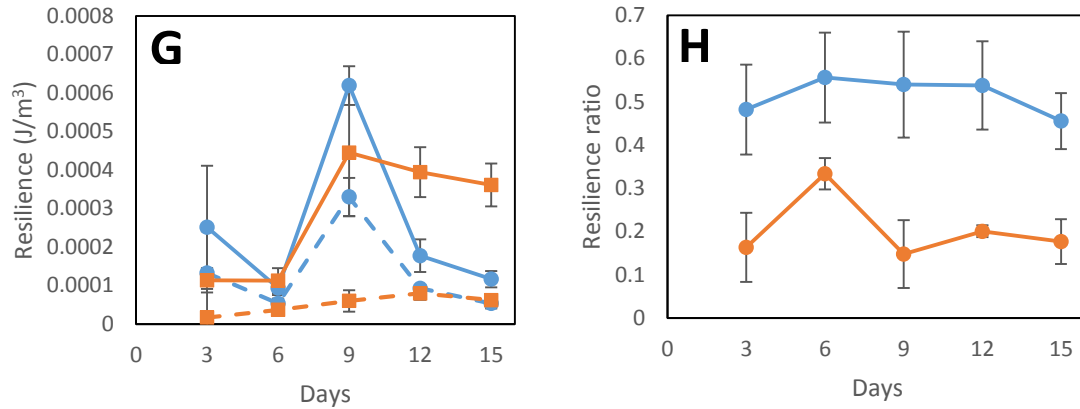 G
Resilience (J/m³)
0.0008
0.0007
0.0006
0.0005
0.0004
0.0003
0.0002
0.0001
0
0 3 6 9 12 15
Days
H
Resilience ratio
0.7
0.6
0.5
0.4
0.3
0.2
0.1
0
0 3 6 9 12 15
Days